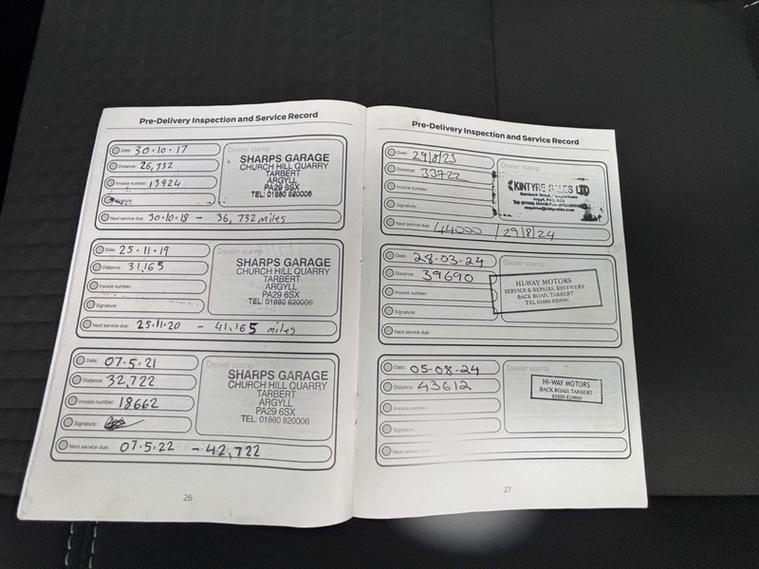 Pre-Delivery Inspection and Service Record
Date: 30.10.17
Distance: 26,732
Invoice number: 13924
Signature:
Next service due: 30.10.18 - 36,732 miles
Dealer stamp
SHARPS GARAGE
CHURCH HILL QUARRY
TARBERT
ARGYLL
PA29 6SX
TEL: 01880 820006
Date: 25.11.19
Distance: 31,165
Invoice number:
Signature:
Next service due: 25.11.20 - 41,165 miles
Dealer stamp
SHARPS GARAGE
CHURCH HILL QUARRY
TARBERT
ARGYLL
PA29 6SX
TEL: 01880 820006
Date: 07.5.21
Distance: 32,722
Invoice number: 18662
Signature:
Next service due: 07.5.22 - 42,722
Dealer stamp
SHARPS GARAGE
CHURCH HILL QUARRY
TARBERT
ARGYLL
PA29 6SX
TEL: 01880 820006
26
Pre-Delivery Inspection and Service Record
Date: 29/8/23
Distance: 33722
Invoice number:
Signature:
Next service due: 44000 / 29/8/24
Dealer stamp
KINTYRE LTD
Date: 28.03.24
Distance: 39690
Invoice number:
Signature:
Next service due:
Dealer stamp
HI-WAY MOTORS
SERVICE & REPAIRS, RECOVERY
BACK ROAD, TARBERT
TEL. 01880 820900
Date: 05.08.24
Distance: 43612
Invoice number:
Signature:
Next service due:
Dealer stamp
HI-WAY MOTORS
BACK ROAD, TARBERT
01880 820900
27